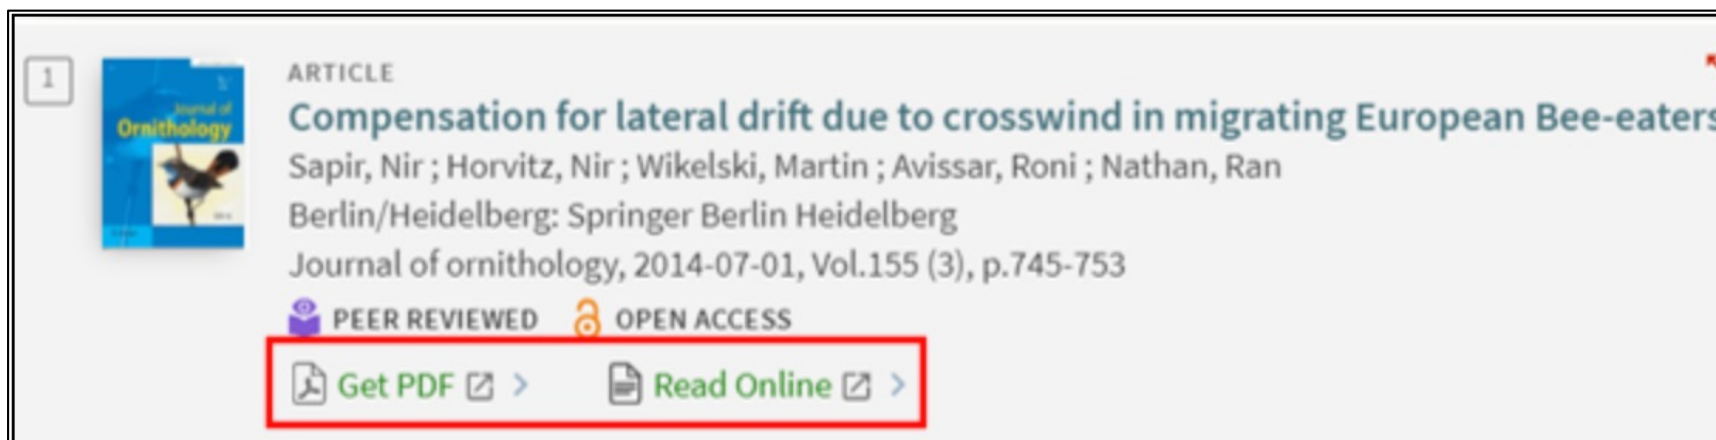 1
Journal of
Ornithology
ARTICLE
Compensation for lateral drift due to crosswind in migrating European Bee-eaters
Sapir, Nir ; Horvitz, Nir ; Wikelski, Martin ; Avissar, Roni ; Nathan, Ran
Berlin/Heidelberg: Springer Berlin Heidelberg
Journal of ornithology, 2014-07-01, Vol.155 (3), p.745-753
PEER REVIEWED OPEN ACCESS
Get PDF Read Online